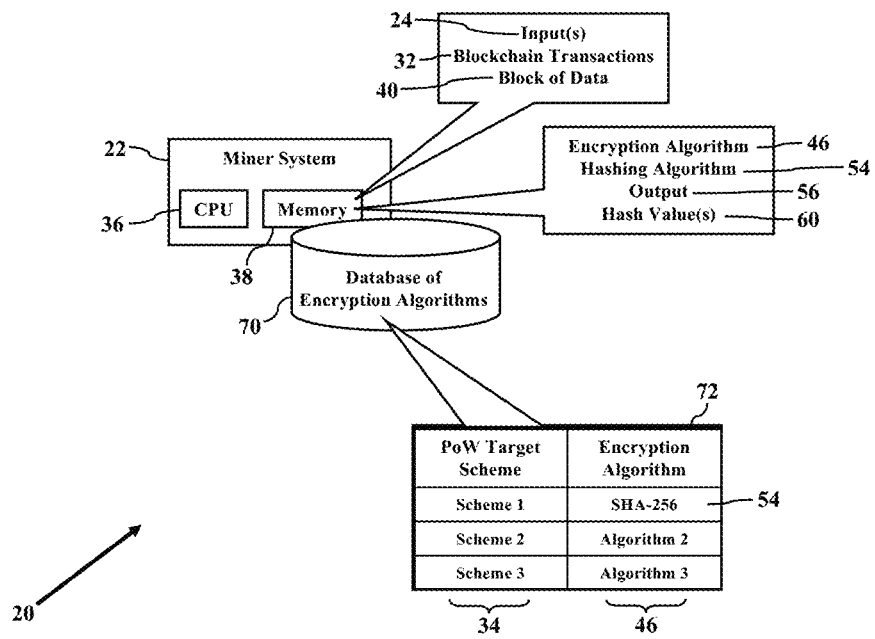 24
Input(s)
32
Blockchain Transactions
40
Block of Data
22
Miner System
36
CPU
Memory
38
Encryption Algorithm
46
Hashing Algorithm
54
Output
56
Hash Value(s)
60
Database of
Encryption Algorithms
70
72
PoW Target
Scheme
Encryption
Algorithm
Scheme 1
SHA-256
54
Scheme 2
Algorithm 2
Scheme 3
Algorithm 3
20
34
46